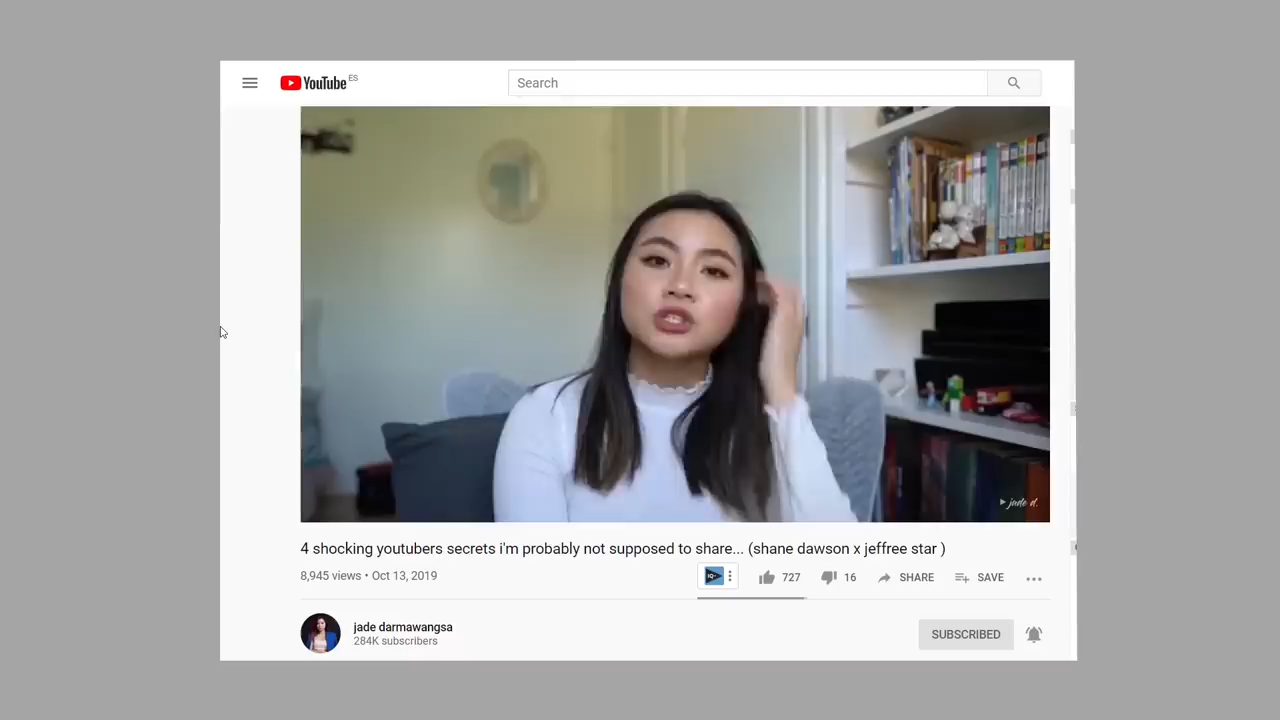 YouTube ES
Search
jade d.
4 shocking youtubers secrets i'm probably not supposed to share... (shane dawson x jeffree star )
8,945 views • Oct 13, 2019
727
16
SHARE
SAVE
jade darmawangsa
284K subscribers
SUBSCRIBED